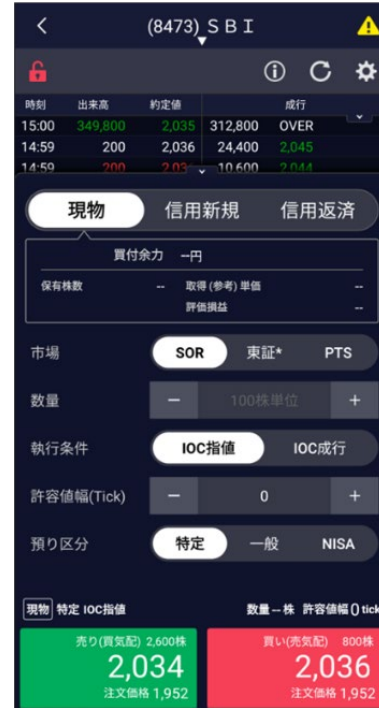 (8473) S B I
時刻 出来高 約定値 成行
15:00 349,800 2,035 312,800 OVER
14:59 200 2,036 24,400 2,045
14:59 200 10,600 2,044
現物 信用新規 信用返済
買付余力 --円
保有株数 -- 取得(参考)単価 --
評価損益 --
市場 SOR 東証* PTS
数量 − 100株単位 +
執行条件 IOC指値 IOC成行
許容値幅(Tick) − 0 +
預り区分 特定 一般 NISA
現物 特定 IOC指値 数量 -- 株 許容値幅 0 tick
売り(買気配) 2,600株 買い(売気配) 800株
2,034 2,036
注文価格 1,952 注文価格 1,952